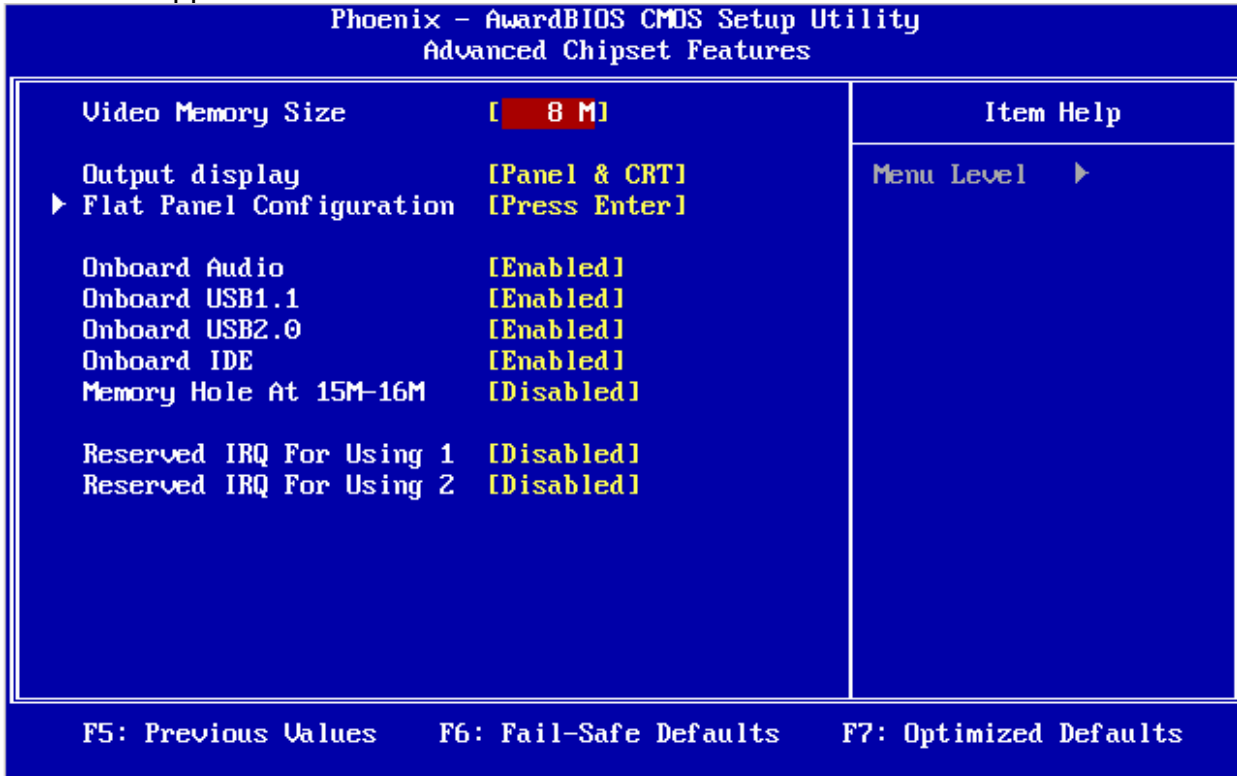 Phoenix - AwardBIOS CMOS Setup Utility
Advanced Chipset Features
Video Memory Size [ 8 M]
Output display [Panel & CRT]
▶ Flat Panel Configuration [Press Enter]
Onboard Audio [Enabled]
Onboard USB1.1 [Enabled]
Onboard USB2.0 [Enabled]
Onboard IDE [Enabled]
Memory Hole At 15M-16M [Disabled]
Reserved IRQ For Using 1 [Disabled]
Reserved IRQ For Using 2 [Disabled]
Item Help
Menu Level ▶
F5: Previous Values F6: Fail-Safe Defaults F7: Optimized Defaults